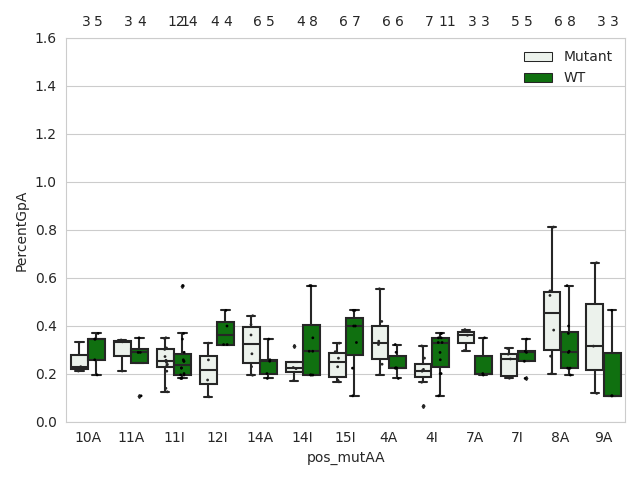 3 5 3 4 12 14 4 4 6 5 4 8 6 7 6 6 7 11 3 3 5 5 6 8 3 3
1.6
Mutant
WT
1.4
1.2
1.0
0.8
0.6
0.4
0.2
0.0
PercentGpA
10A 11A 11I 12I 14A 14I 15I 4A 4I 7A 7I 8A 9A
pos_mutAA